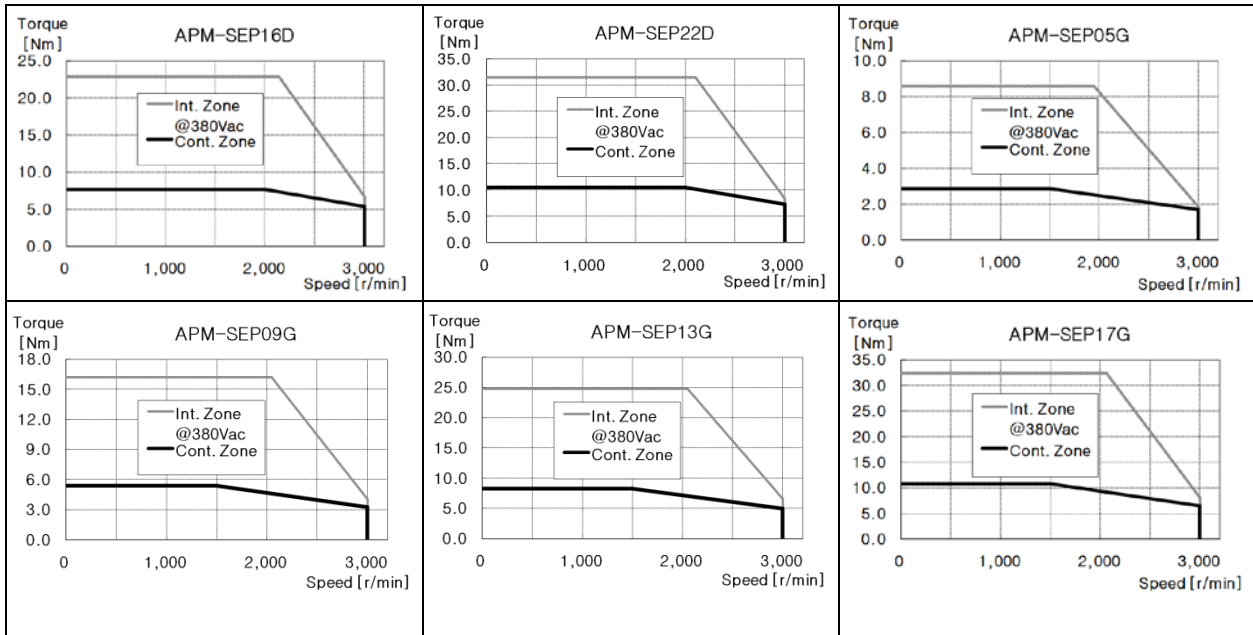 Torque
[Nm]
APM-SEP16D
25.0
20.0
15.0
10.0
5.0
0.0
Int. Zone
@380Vac
Cont. Zone
0 1,000 2,000 3,000
Speed [r/min]
Torque
[Nm]
APM-SEP22D
35.0
30.0
25.0
20.0
15.0
10.0
5.0
0.0
Int. Zone
@380Vac
Cont. Zone
0 1,000 2,000 3,000
Speed [r/min]
Torque
[Nm]
APM-SEP05G
10.0
8.0
6.0
4.0
2.0
0.0
Int. Zone
@380Vac
Cont. Zone
0 1,000 2,000 3,000
Speed [r/min]
Torque
[Nm]
APM-SEP09G
18.0
15.0
12.0
9.0
6.0
3.0
0.0
Int. Zone
@380Vac
Cont. Zone
0 1,000 2,000 3,000
Speed [r/min]
Torque
[Nm]
APM-SEP13G
30.0
25.0
20.0
15.0
10.0
5.0
0.0
Int. Zone
@380Vac
Cont. Zone
0 1,000 2,000 3,000
Speed [r/min]
Torque
[Nm]
APM-SEP17G
35.0
30.0
25.0
20.0
15.0
10.0
5.0
0.0
Int. Zone
@380Vac
Cont. Zone
0 1,000 2,000 3,000
Speed [r/min]